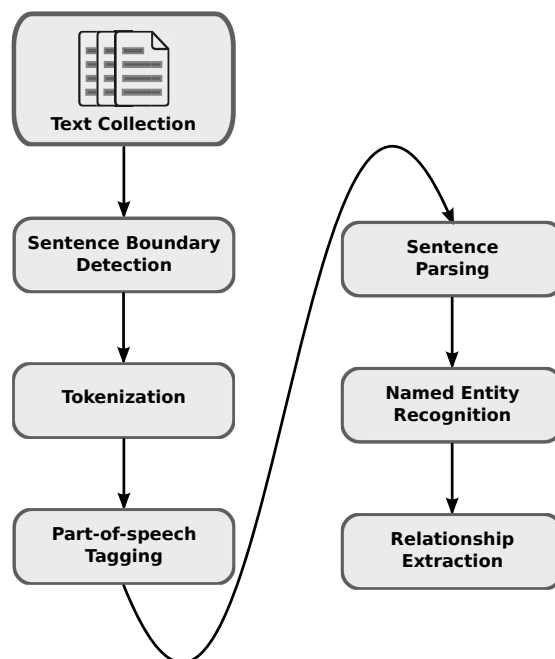 Text Collection
Sentence Boundary
Detection
Tokenization
Part-of-speech
Tagging
Sentence
Parsing
Named Entity
Recognition
Relationship
Extraction